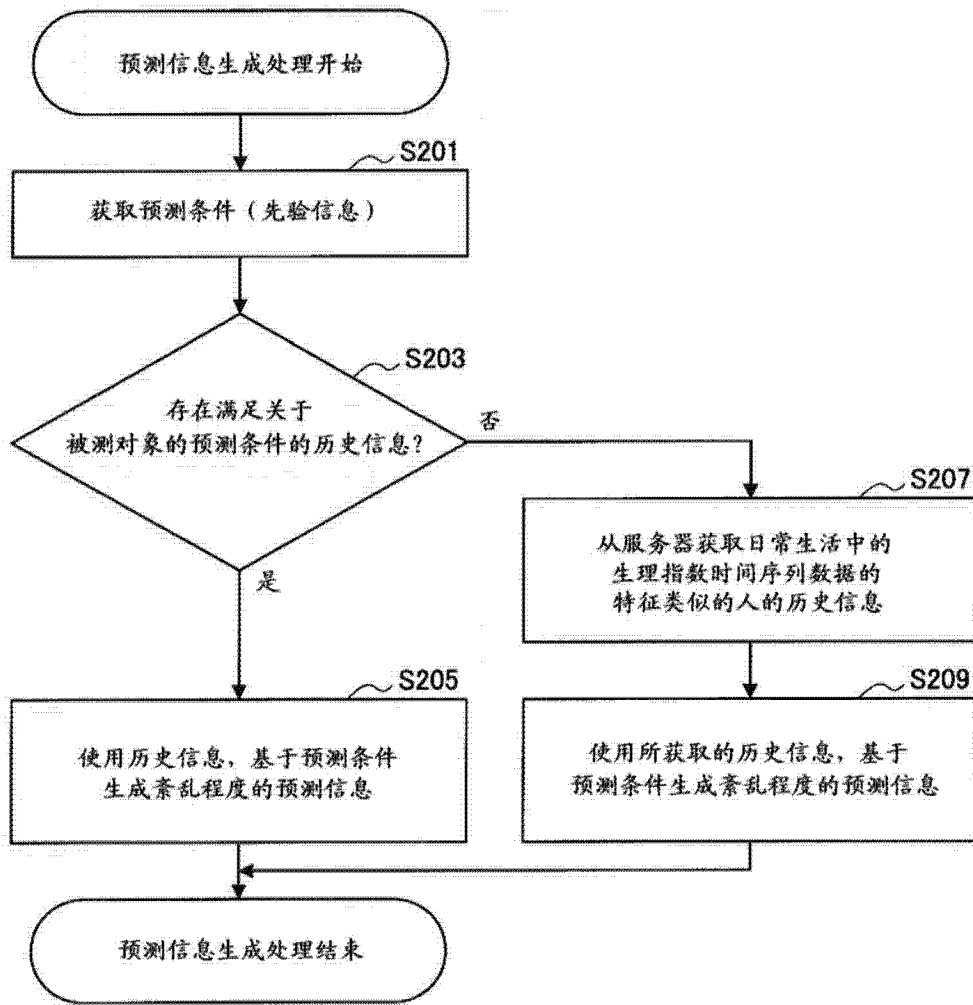 预测信息生成处理开始
S201
获取预测条件（先验信息）
S203
存在满足关于
被测对象的预测条件的历史信息?
否
是
S207
从服务器获取日常生活中的
生理指数时间序列数据的
特征类似的人的历史信息
S205
使用历史信息，基于预测条件
生成紊乱程度的预测信息
S209
使用所获取的历史信息，基于
预测条件生成紊乱程度的预测信息
预测信息生成处理结束